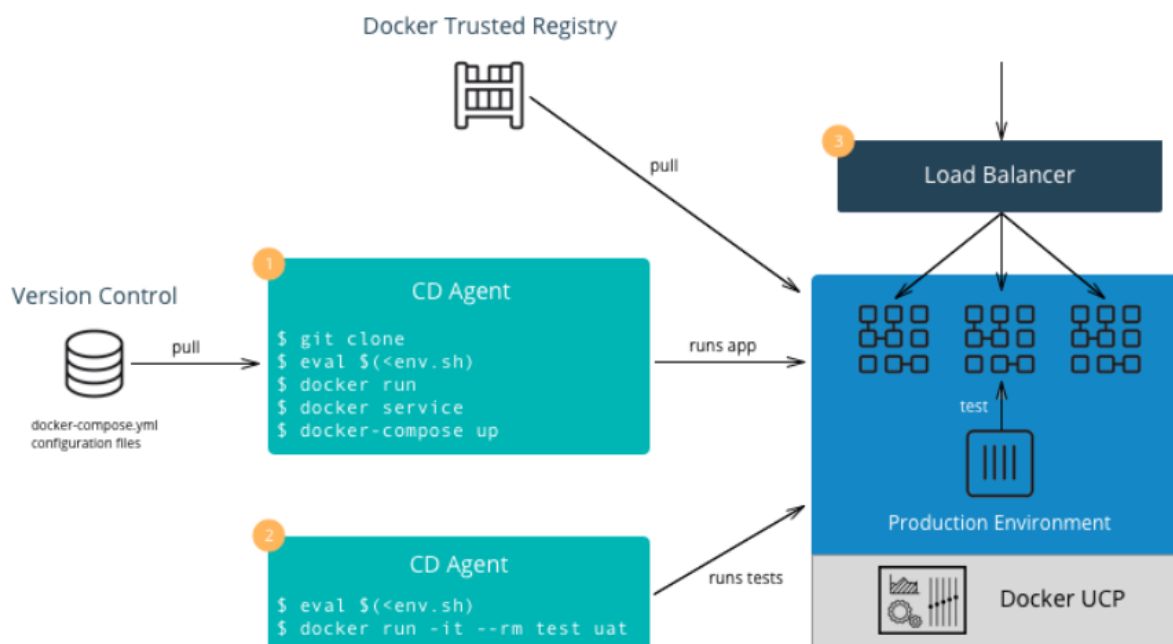 Docker Trusted Registry
pull
3
Load Balancer
Version Control
docker-compose.yml
configuration files
pull
1
CD Agent
$ git clone
$ eval $(<env.sh)
$ docker run
$ docker service
$ docker-compose up
runs app
test
Production Environment
Docker UCP
2
CD Agent
$ eval $(<env.sh)
$ docker run -it --rm test uat
runs tests